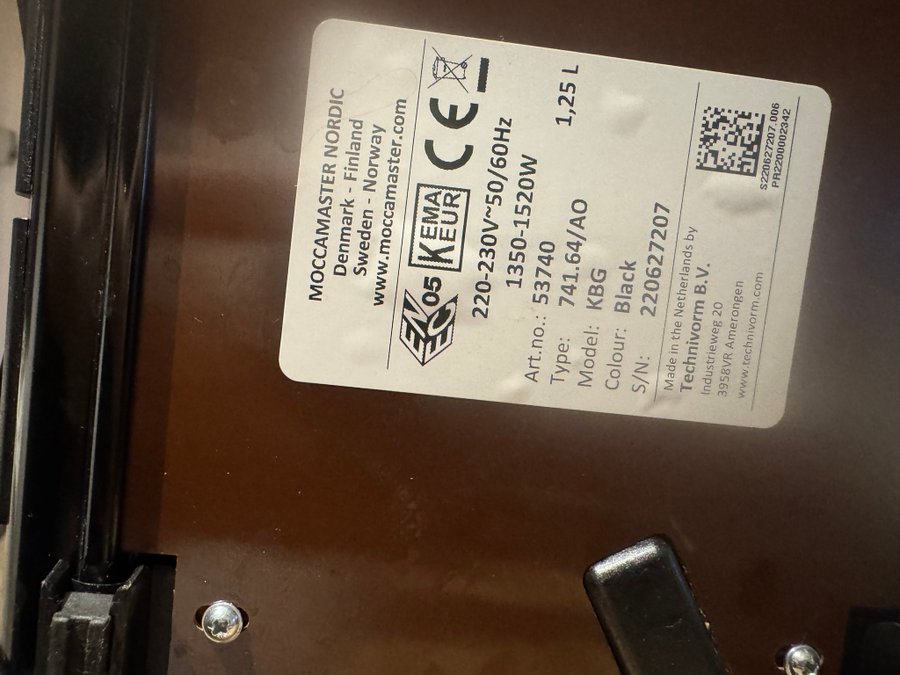 MOCCAMASTER NORDIC
Denmark - Finland
Sweden - Norway
www.moccamaster.com
ENEC 05 KEMA KEUR CE
220-230V~50/60Hz
1350-1520W 1,25 L
Art.no.: 53740
Type: 741.64/AO
Model: KBG
Colour: Black
S/N: 220627207
Made in the Netherlands by
Technivorm B.V.
Industrieweg 20
3958VR Amerongen
www.technivorm.com
S220627207.006
PR2200002342